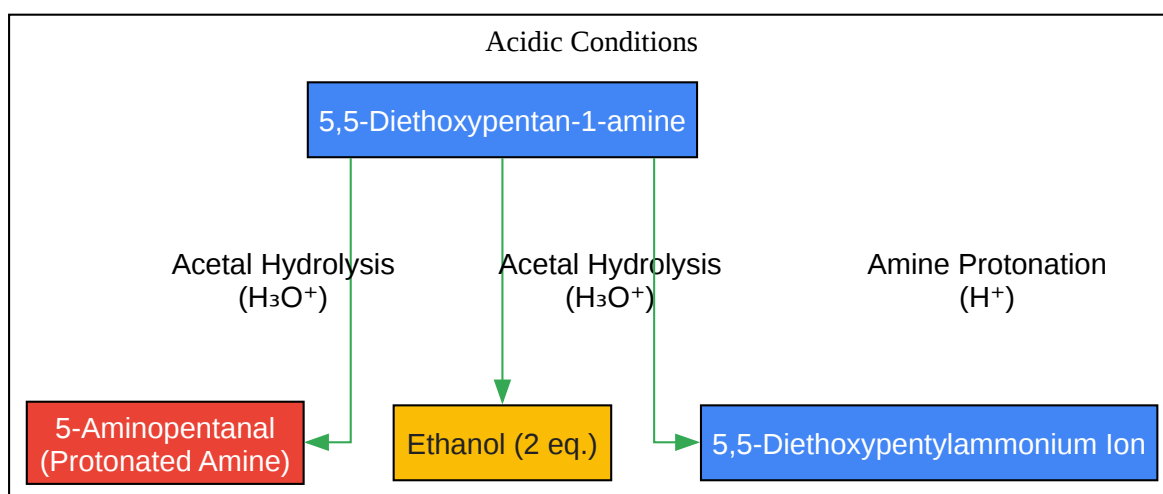 Acidic Conditions
5,5-Diethoxypentan-1-amine
Acetal Hydrolysis
(H₃O⁺)
Acetal Hydrolysis
(H₃O⁺)
Amine Protonation
(H⁺)
5-Aminopentanal
(Protonated Amine)
Ethanol (2 eq.)
5,5-Diethoxypentylammonium Ion